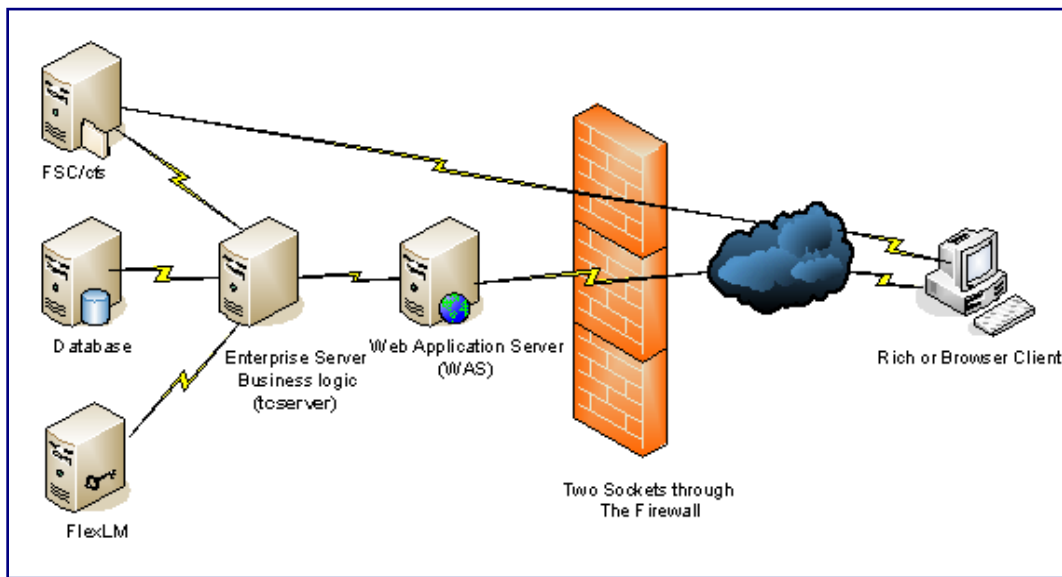 FSC/cfs
Database
Enterprise Server
Business logic
(tcserver)
Web Application Server
(WAS)
Rich or Browser Client
Two Sockets through
The Firewall
FlexLM